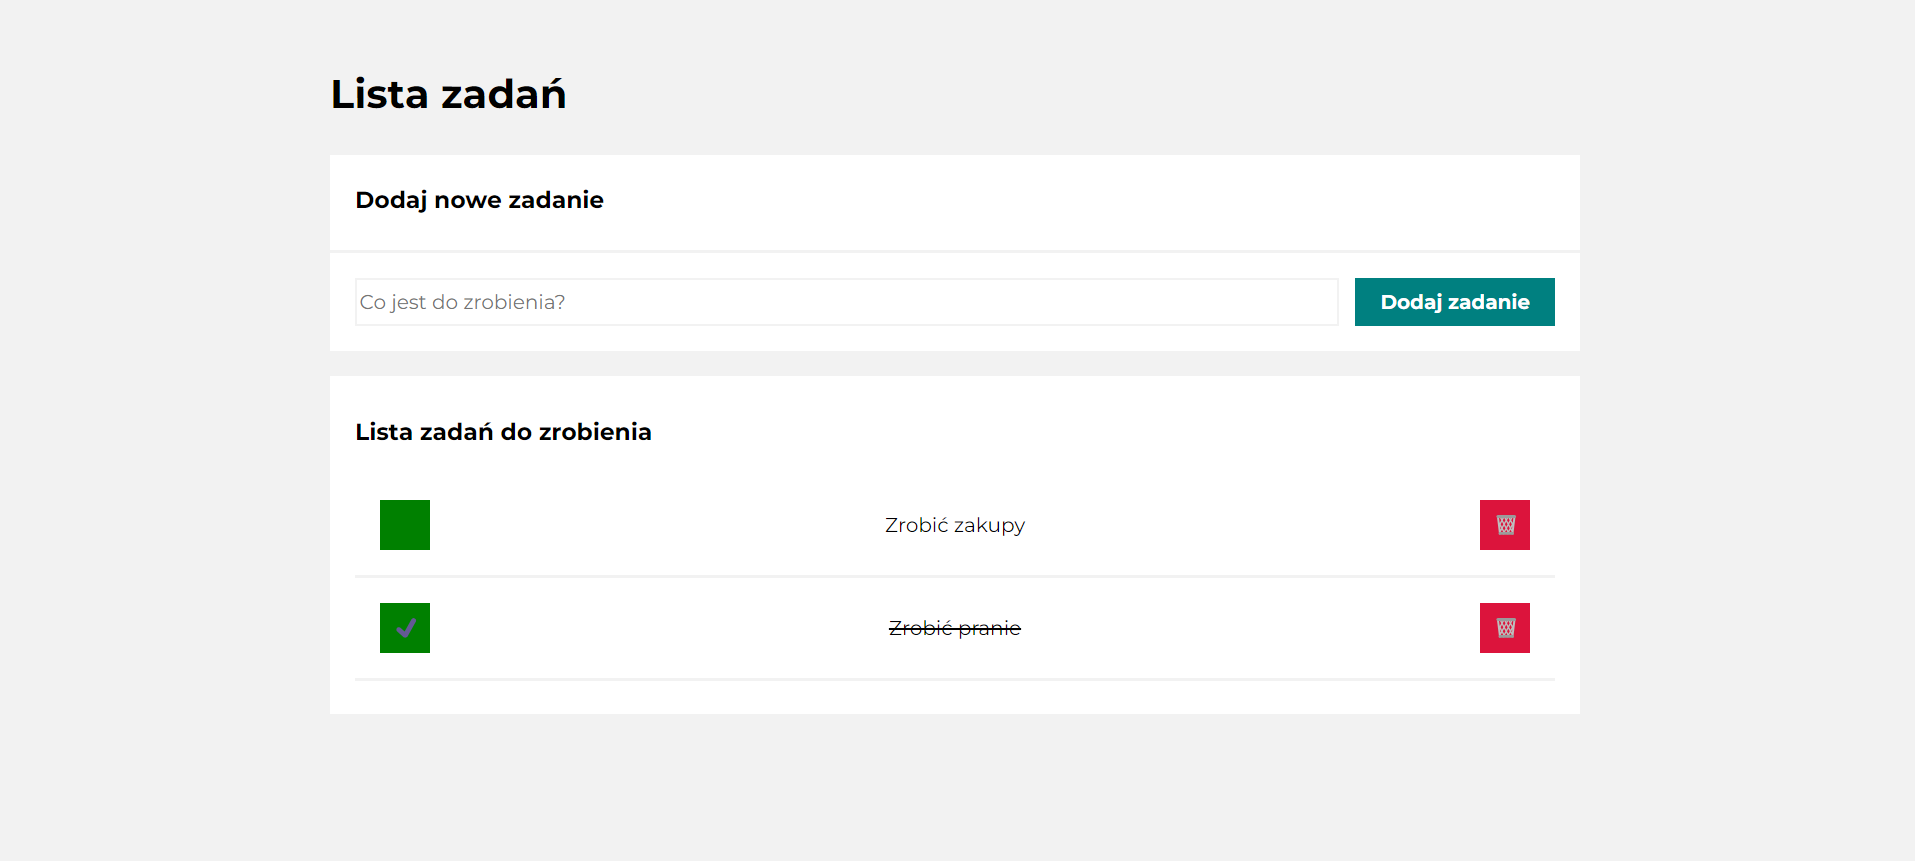 Lista zadań
Dodaj nowe zadanie
Co jest do zrobienia?
Dodaj zadanie
Lista zadań do zrobienia
Zrobić zakupy
Zrobić pranie